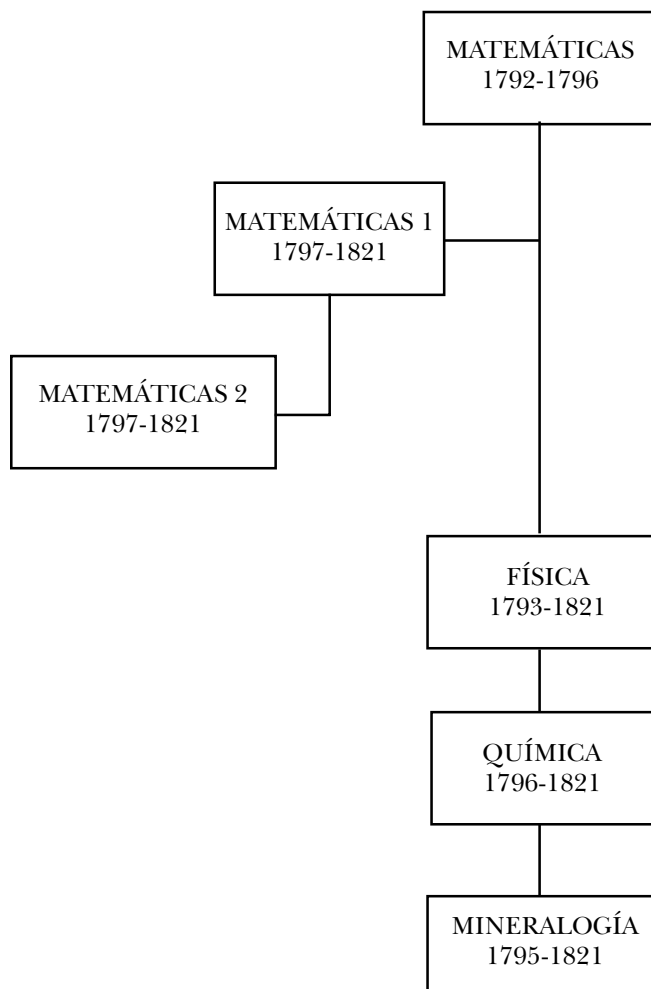 MATEMÁTICAS
1792-1796
MATEMÁTICAS 1
1797-1821
MATEMÁTICAS 2
1797-1821
FÍSICA
1793-1821
QUÍMICA
1796-1821
MINERALOGÍA
1795-1821